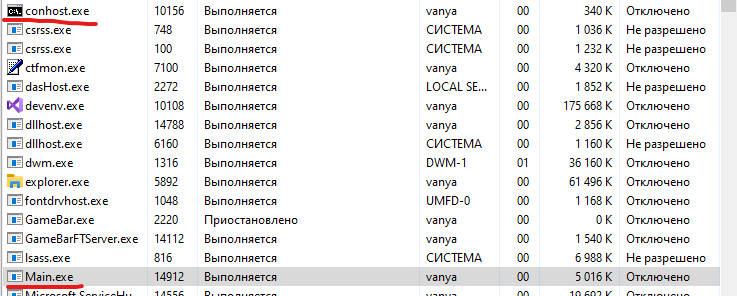 conhost.exe 10156 Выполняется vanya 00 340 K Отключено
csrss.exe 748 Выполняется СИСТЕМА 00 1 036 K Не разрешено
csrss.exe 100 Выполняется СИСТЕМА 00 1 232 K Не разрешено
ctfmon.exe 7100 Выполняется vanya 00 4 320 K Отключено
dasHost.exe 2272 Выполняется LOCAL SE... 00 1 852 K Не разрешено
devenv.exe 10108 Выполняется vanya 00 175 668 K Отключено
dllhost.exe 14788 Выполняется vanya 00 2 856 K Отключено
dllhost.exe 6160 Выполняется СИСТЕМА 00 1 160 K Не разрешено
dwm.exe 1316 Выполняется DWM-1 01 36 160 K Отключено
explorer.exe 5892 Выполняется vanya 00 61 496 K Отключено
fontdrvhost.exe 1048 Выполняется UMFD-0 00 1 168 K Отключено
GameBar.exe 2220 Приостановлено vanya 00 0 K Отключено
GameBarFTServer.exe 14112 Выполняется vanya 00 1 540 K Отключено
lsass.exe 816 Выполняется СИСТЕМА 00 6 988 K Не разрешено
Main.exe 14912 Выполняется vanya 00 5 016 K Отключено
Microsoft.ServiceHu... 14556 Выполняется vanya 00 19 692 K Отключено